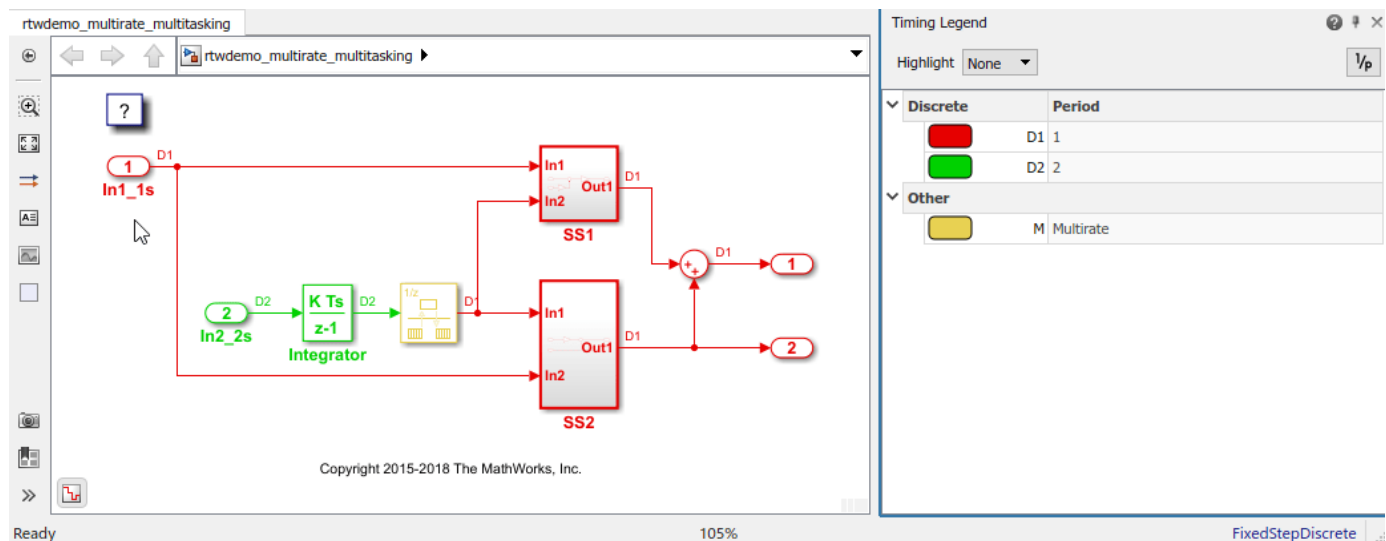 rtwdemo_multirate_multitasking
rtwdemo_multirate_multitasking
?
1
D1
In1_1s
In1
In2
Out1
D1
SS1
2
In2_2s
D2
K Ts
z-1
Integrator
D2
1/z
D1
In1
Out1
In2
D1
SS2
+
+
D1
1
2
Copyright 2015-2018 The MathWorks, Inc.
Timing Legend
Highlight None
1/p
Discrete Period
D1 1
D2 2
Other
M Multirate
Ready 105% FixedStepDiscrete